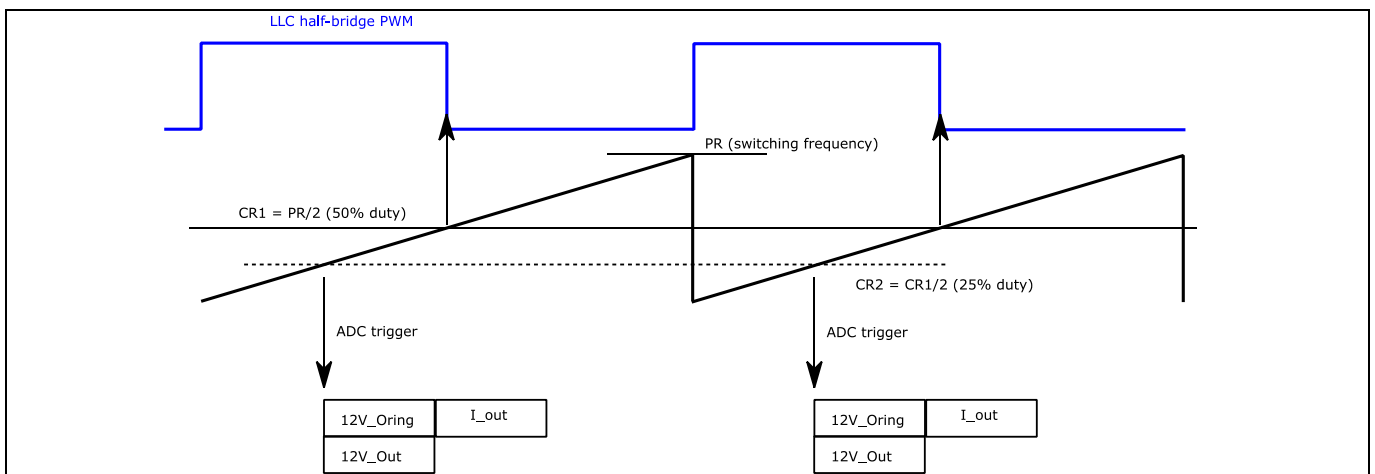 LLC half-bridge PWM
PR (switching frequency)
CR1 = PR/2 (50% duty)
CR2 = CR1/2 (25% duty)
ADC trigger
ADC trigger
12V_Oring
I_out
12V_Out
12V_Oring
I_out
12V_Out